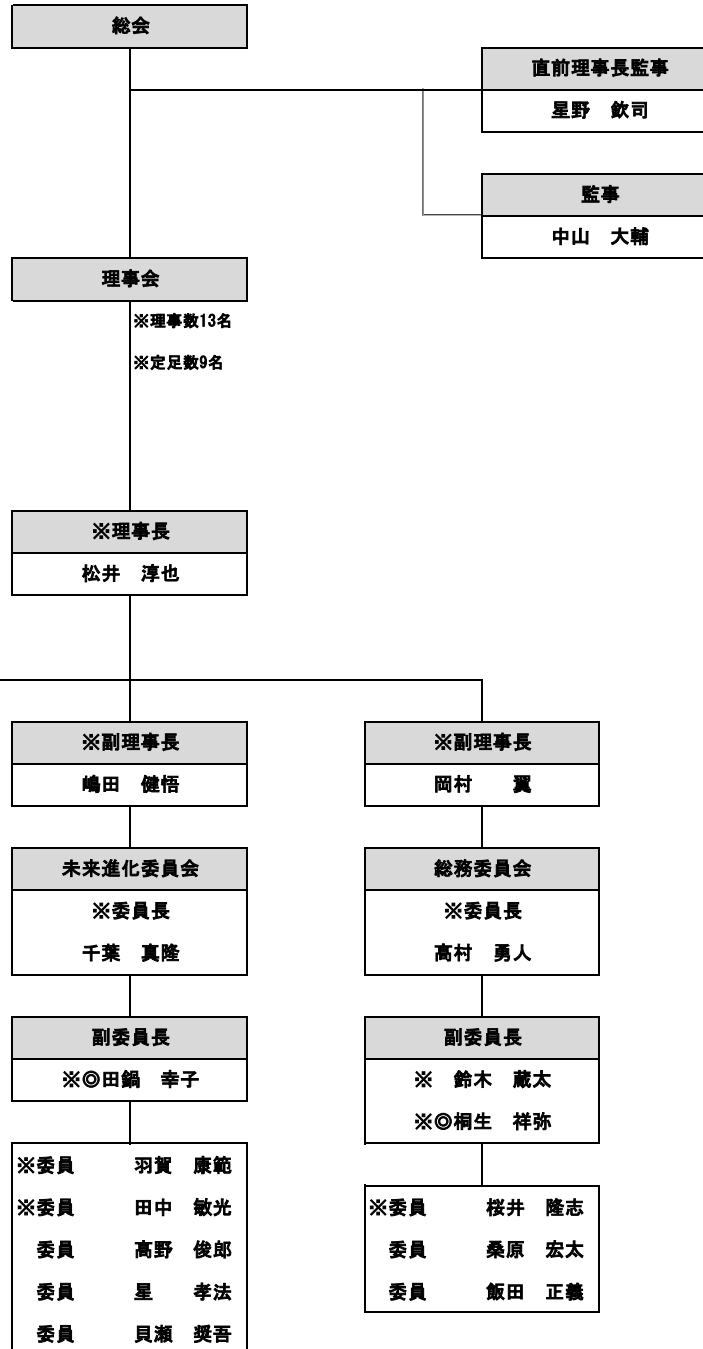 総会
直前理事長監事
星野　欽司
監事
中山　大輔
理事会
※理事数13名
※定足数9名
※理事長
松井　淳也
※副理事長
嶋田　健悟
未来進化委員会
※委員長
千葉　真隆
副委員長
※◎田鍋　幸子
※委員　羽賀　康範
※委員　田中　敏光
委員　高野　俊郎
委員　星　孝法
委員　貝瀬　奨吾
※副理事長
岡村　翼
総務委員会
※委員長
高村　勇人
副委員長
※　鈴木　蔵太
※◎桐生　祥弥
※委員　桜井　隆志
委員　桑原　宏太
委員　飯田　正義